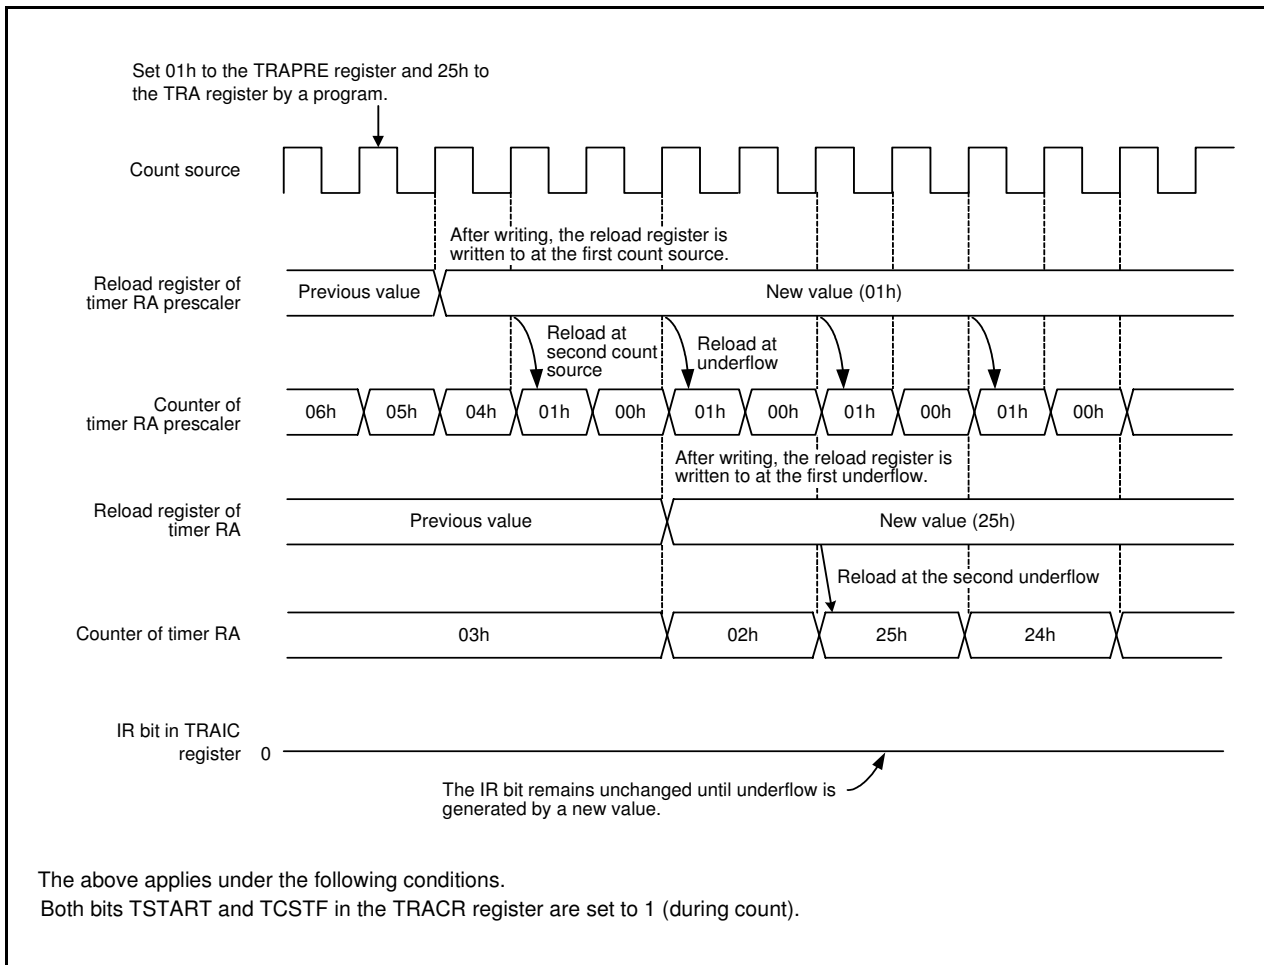 Set 01h to the TRAPRE register and 25h to
the TRA register by a program.
Count source
After writing, the reload register is
written to at the first count source.
Reload register of
timer RA prescaler
Previous value
New value (01h)
Reload at
second count
source
Reload at
underflow
Counter of
timer RA prescaler
06h 05h 04h 01h 00h 01h 00h 01h 00h 01h 00h
After writing, the reload register is
written to at the first underflow.
Reload register of
timer RA
Previous value
New value (25h)
Reload at the second underflow
Counter of timer RA
03h 02h 25h 24h
IR bit in TRAIC
register
0
The IR bit remains unchanged until underflow is
generated by a new value.
The above applies under the following conditions.
Both bits TSTART and TCSTF in the TRACR register are set to 1 (during count).